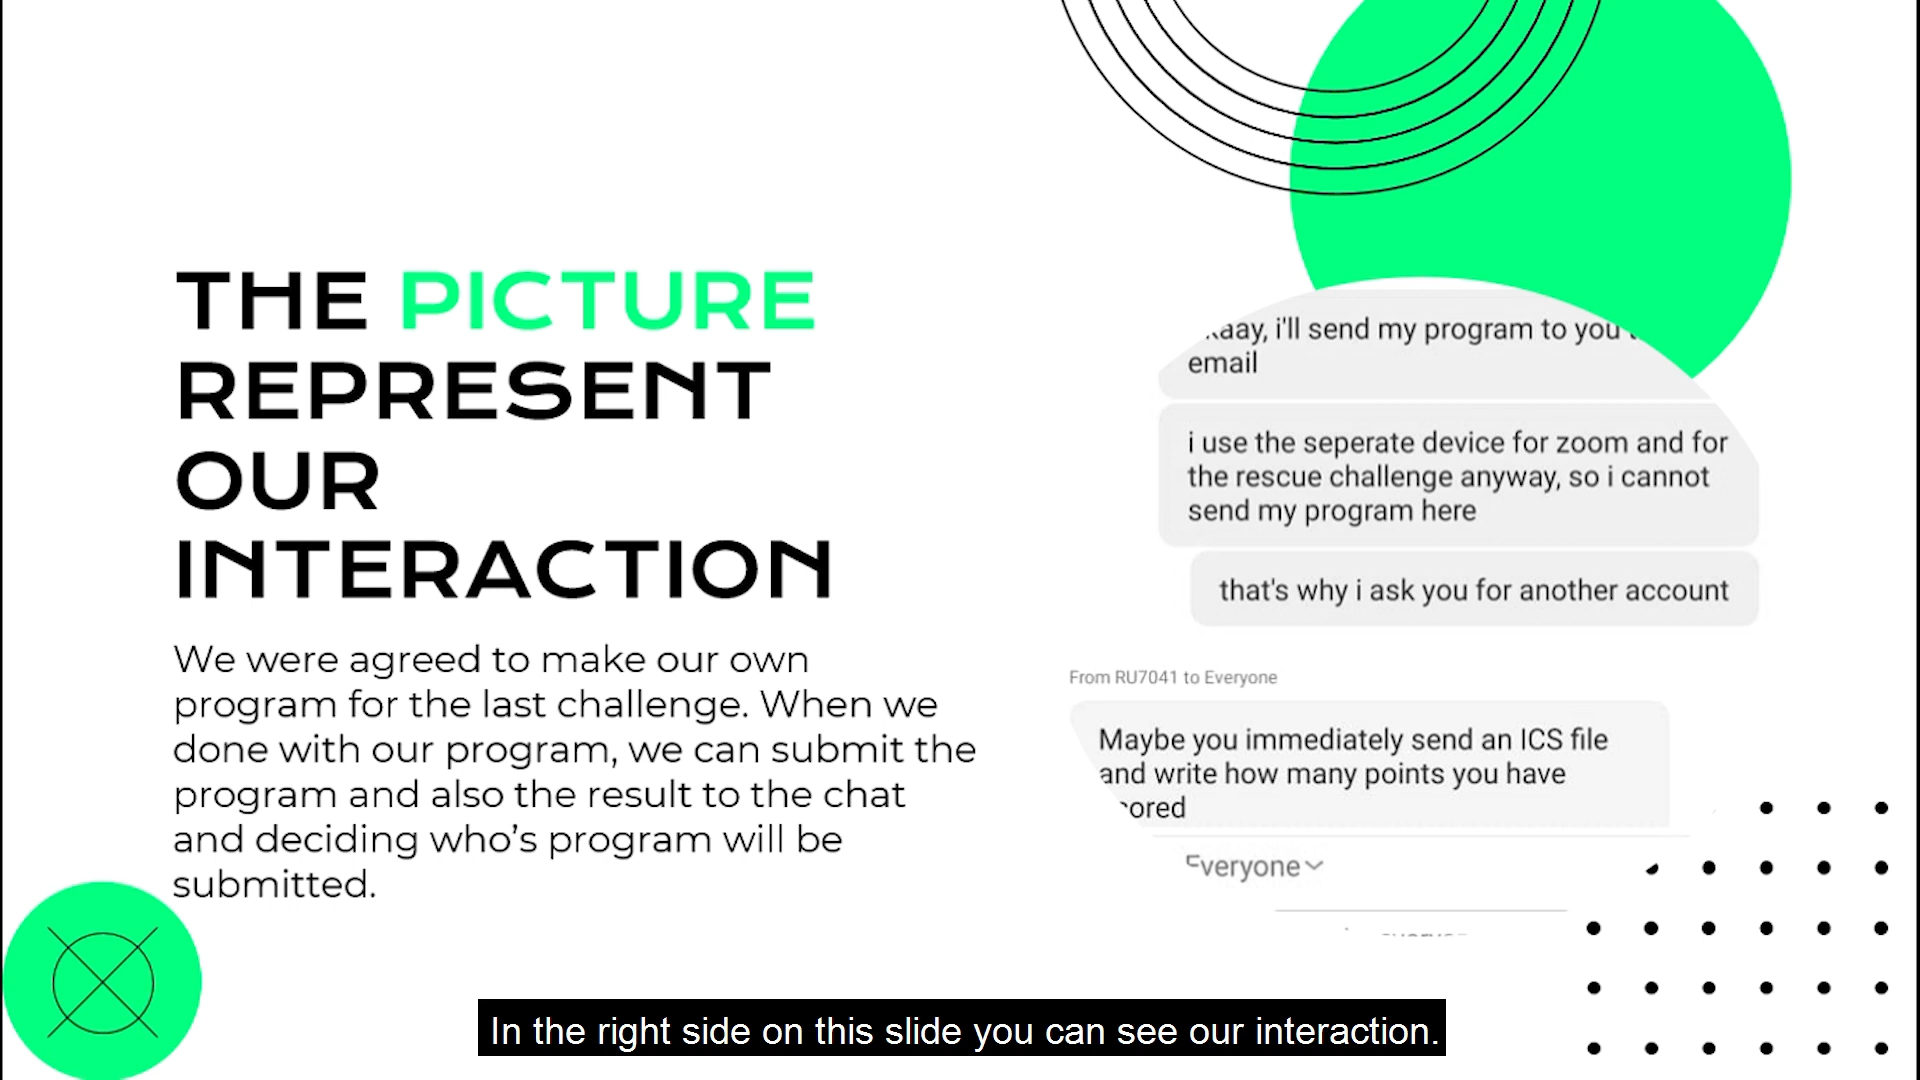 THE PICTURE
REPRESENT
OUR
INTERACTION
We were agreed to make our own
program for the last challenge. When we
done with our program, we can submit the
program and also the result to the chat
and deciding who's program will be
submitted.
i'll send my program to you
email
i use the seperate device for zoom and for
the rescue challenge anyway, so i cannot
send my program here
that's why i ask you for another account
From RU7041 to Everyone
Maybe you immediately send an ICS file
and write how many points you have
Everyone
In the right side on this slide you can see our interaction.